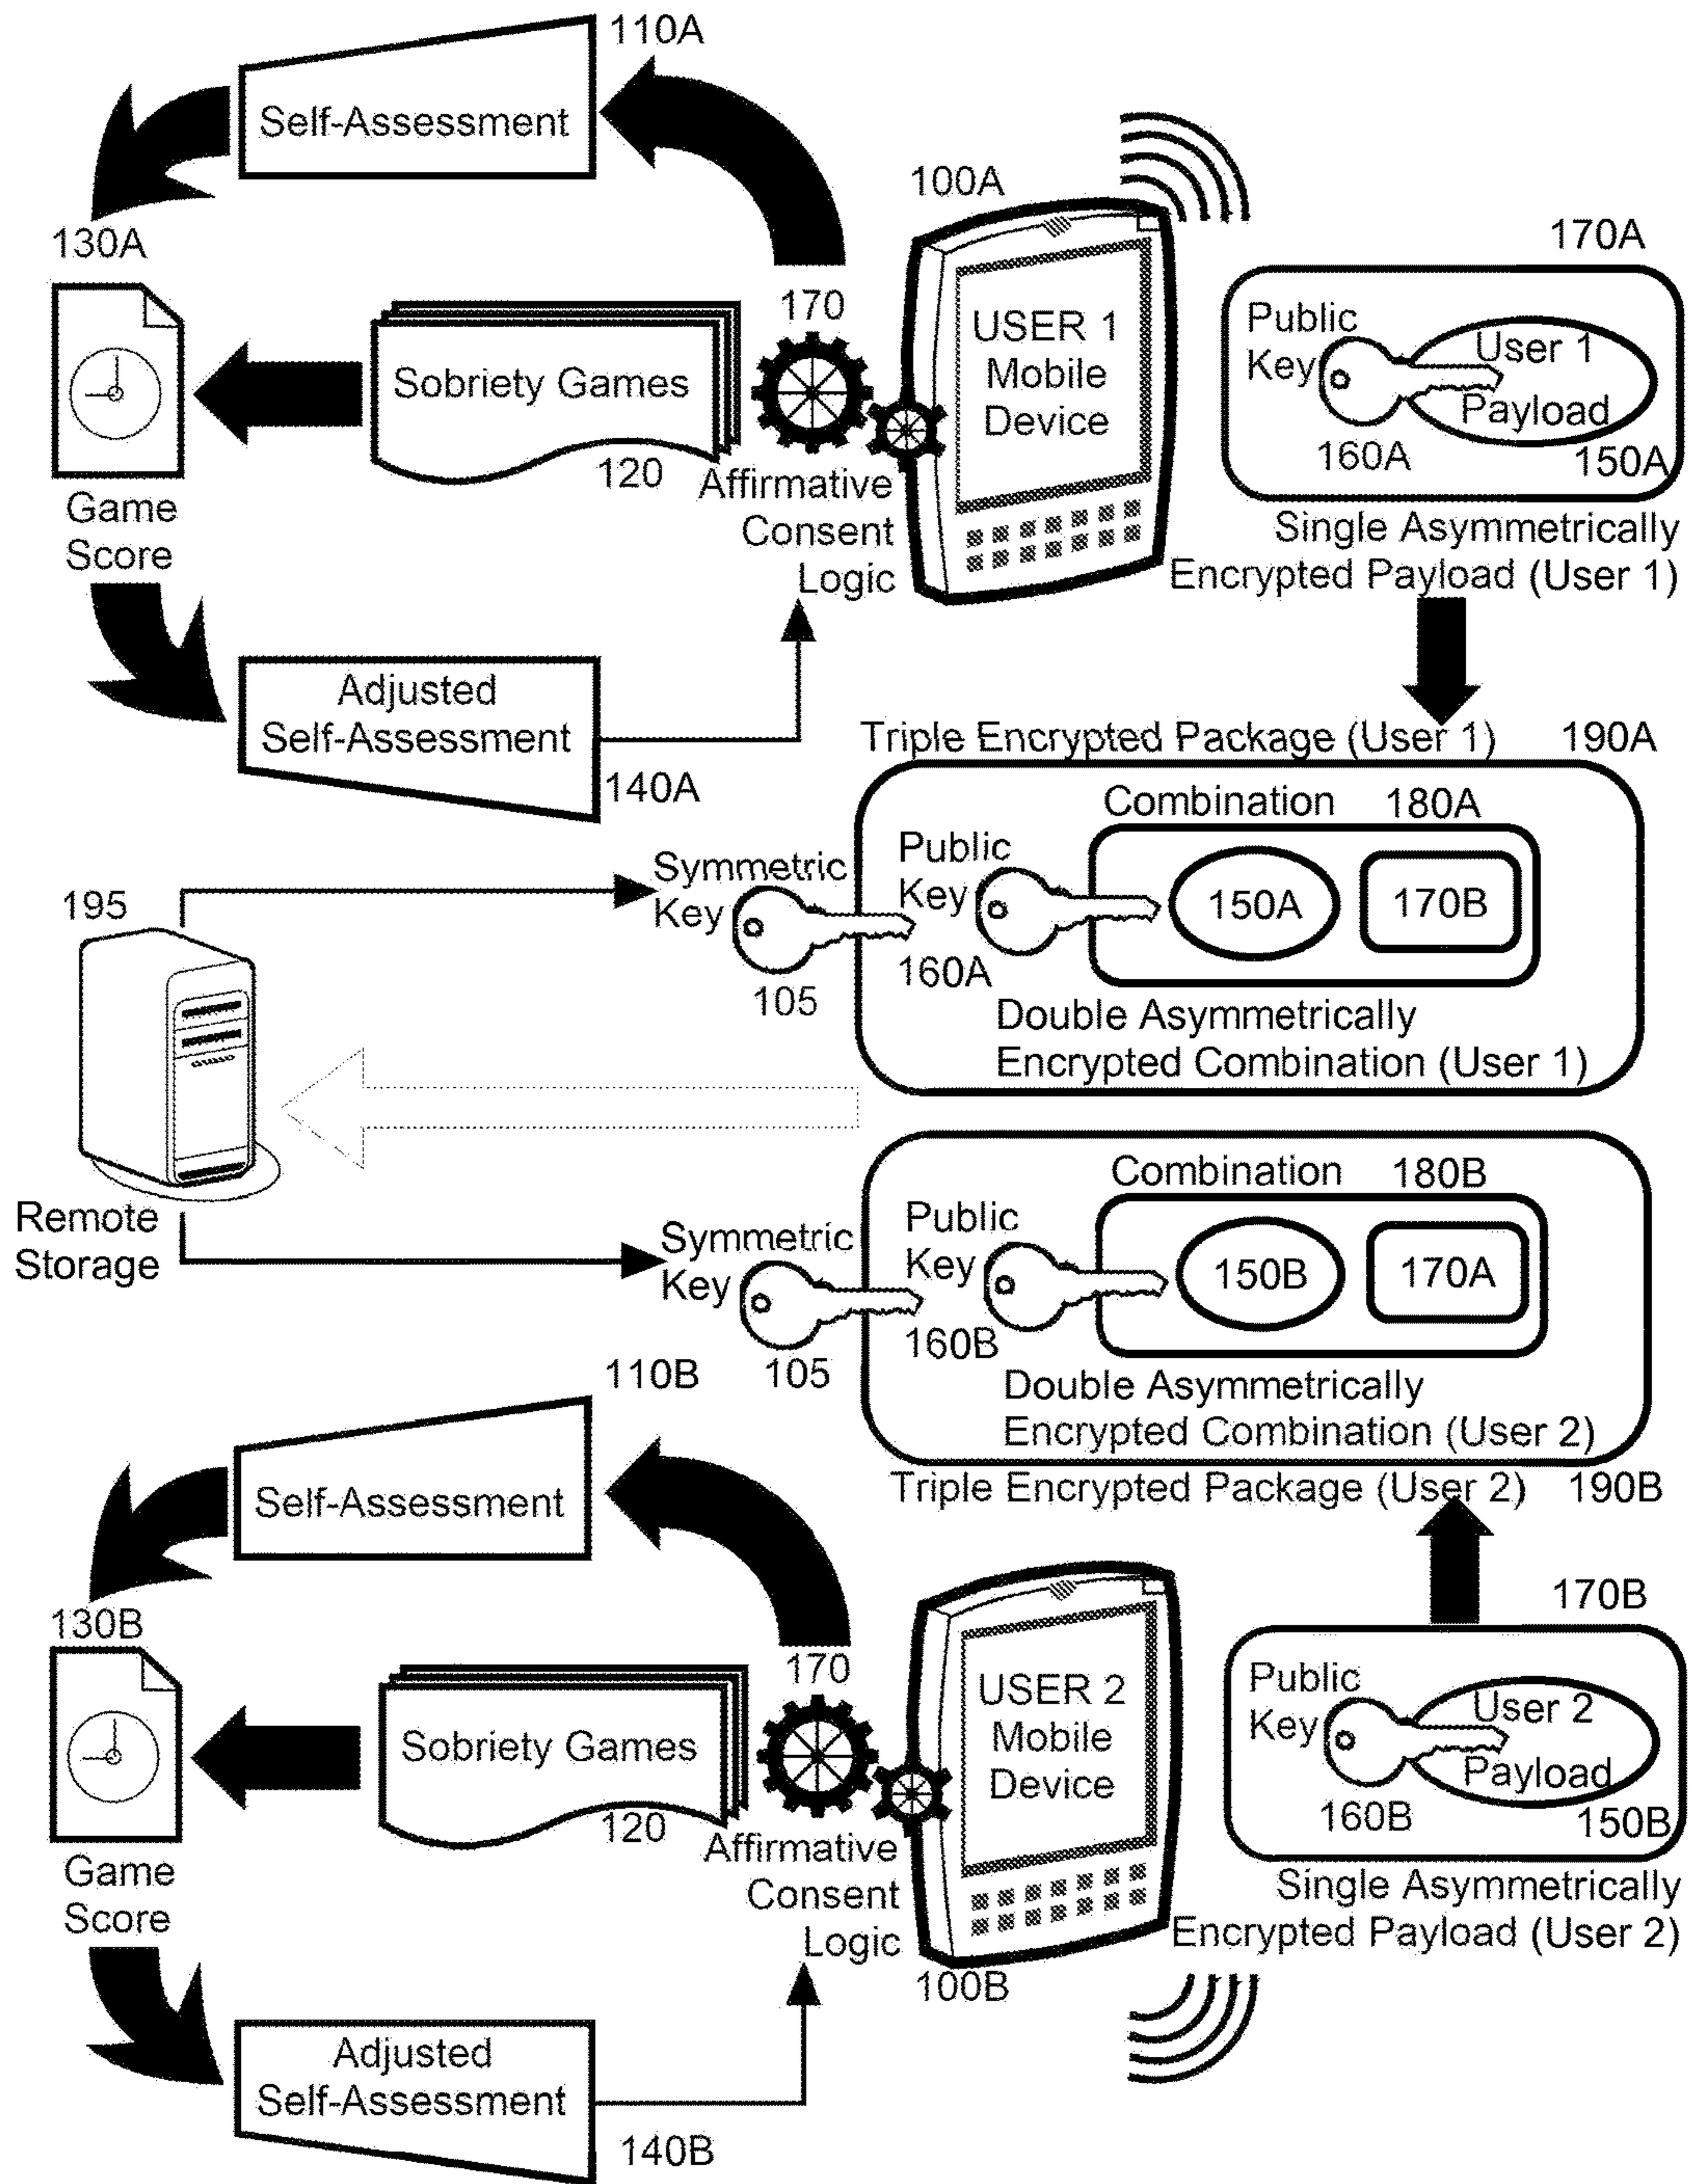 110A
Self-Assessment
100A
130A
170A
170
USER 1
Mobile
Device
Public
Key
User 1
Payload
160A
150A
Sobriety Games
120
Affirmative
Consent
Logic
Game
Score
Single Asymmetrically
Encrypted Payload (User 1)
Adjusted
Self-Assessment
140A
Triple Encrypted Package (User 1)
190A
Combination
180A
Symmetric
Key
105
Public
Key
160A
150A
170B
Double Asymmetrically
Encrypted Combination (User 1)
195
Remote
Storage
Combination
180B
Symmetric
Key
105
Public
Key
160B
150B
170A
Double Asymmetrically
Encrypted Combination (User 2)
Triple Encrypted Package (User 2)
190B
110B
Self-Assessment
130B
170B
170
USER 2
Mobile
Device
Public
Key
User 2
Payload
160B
150B
Sobriety Games
120
Affirmative
Consent
Logic
100B
Game
Score
Single Asymmetrically
Encrypted Payload (User 2)
Adjusted
Self-Assessment
140B